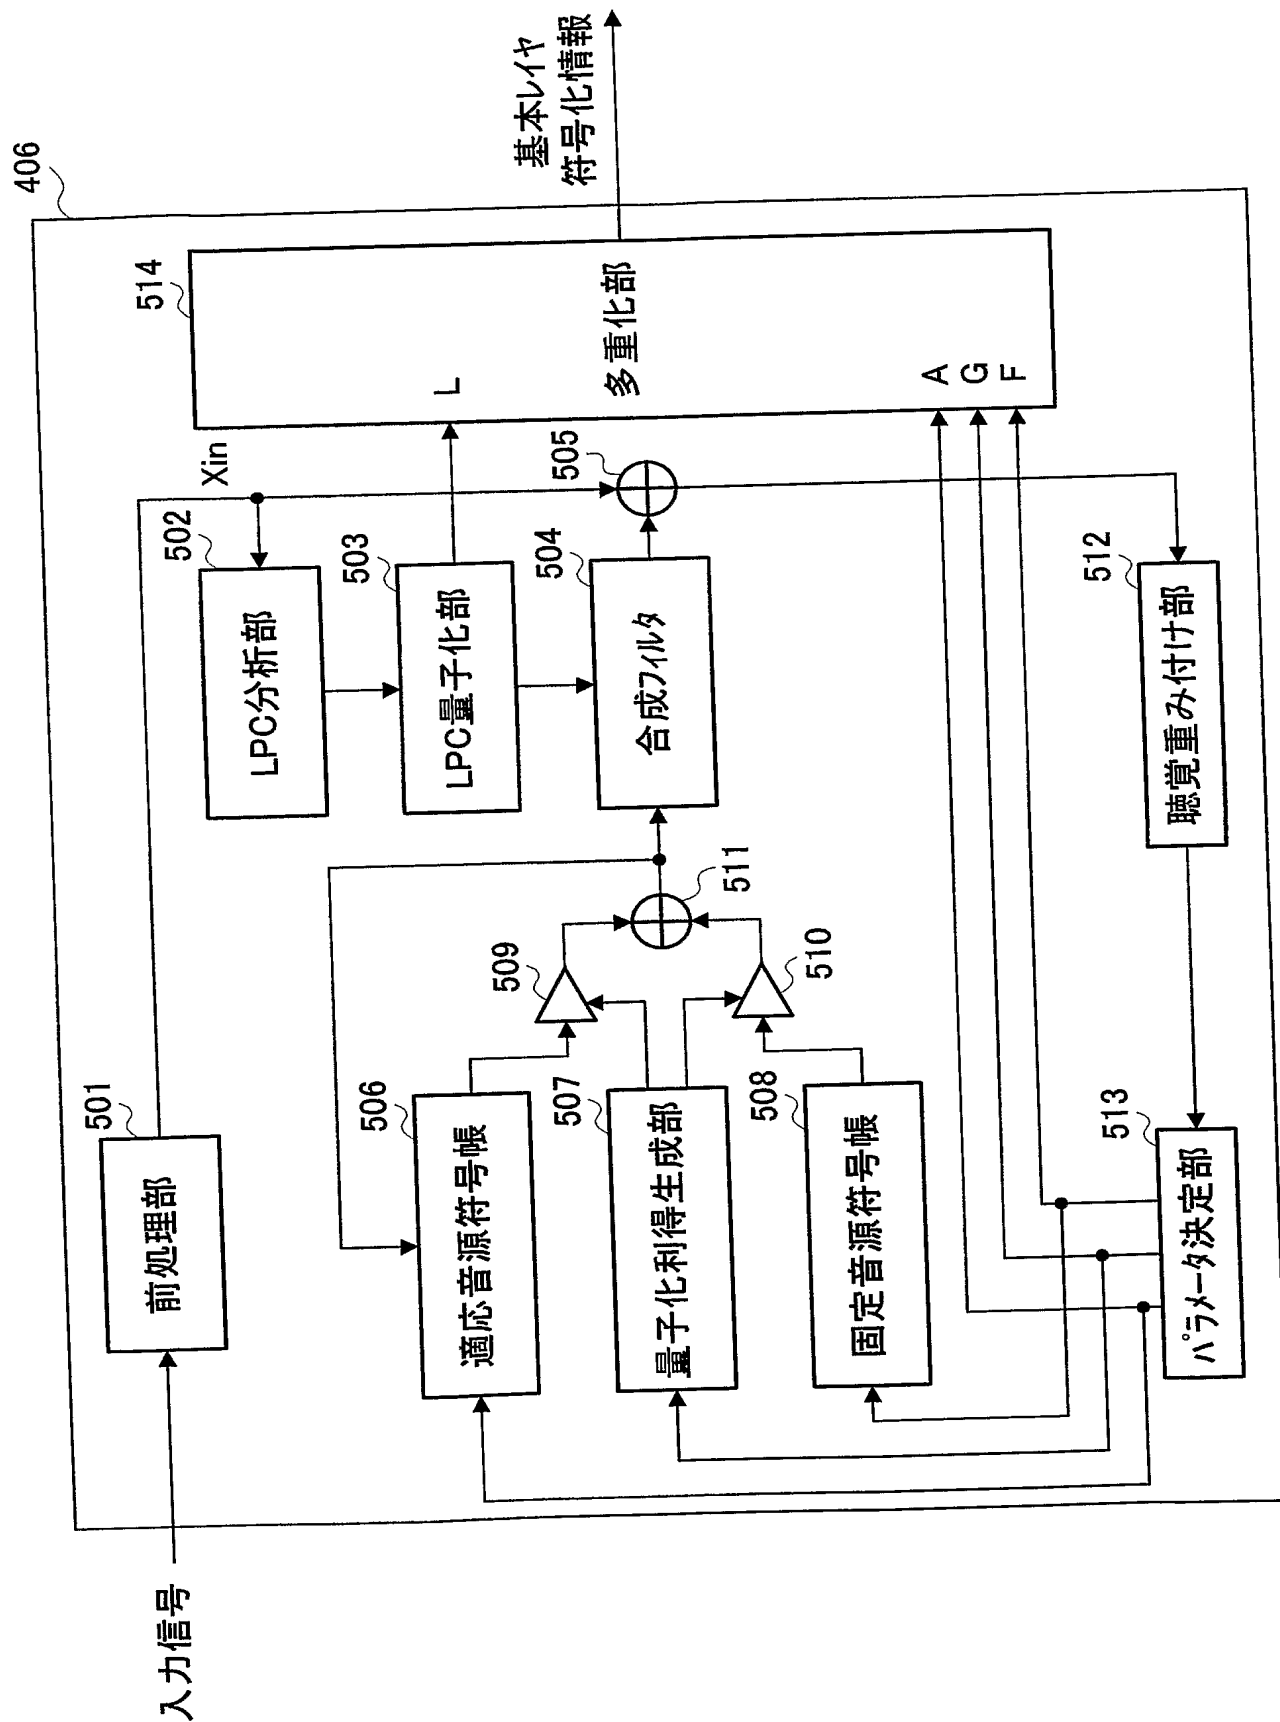 406
入力信号
501
前処理部
Xin
502
LPC分析部
503
LPC量子化部
504
合成フィルタ
505
506
適応音源符号帳
507
量子化利得生成部
508
固定音源符号帳
509
510
511
512
聴覚重み付け部
513
パラメータ決定部
514
多重化部
L
A
G
F
基本レイヤ
符号化情報